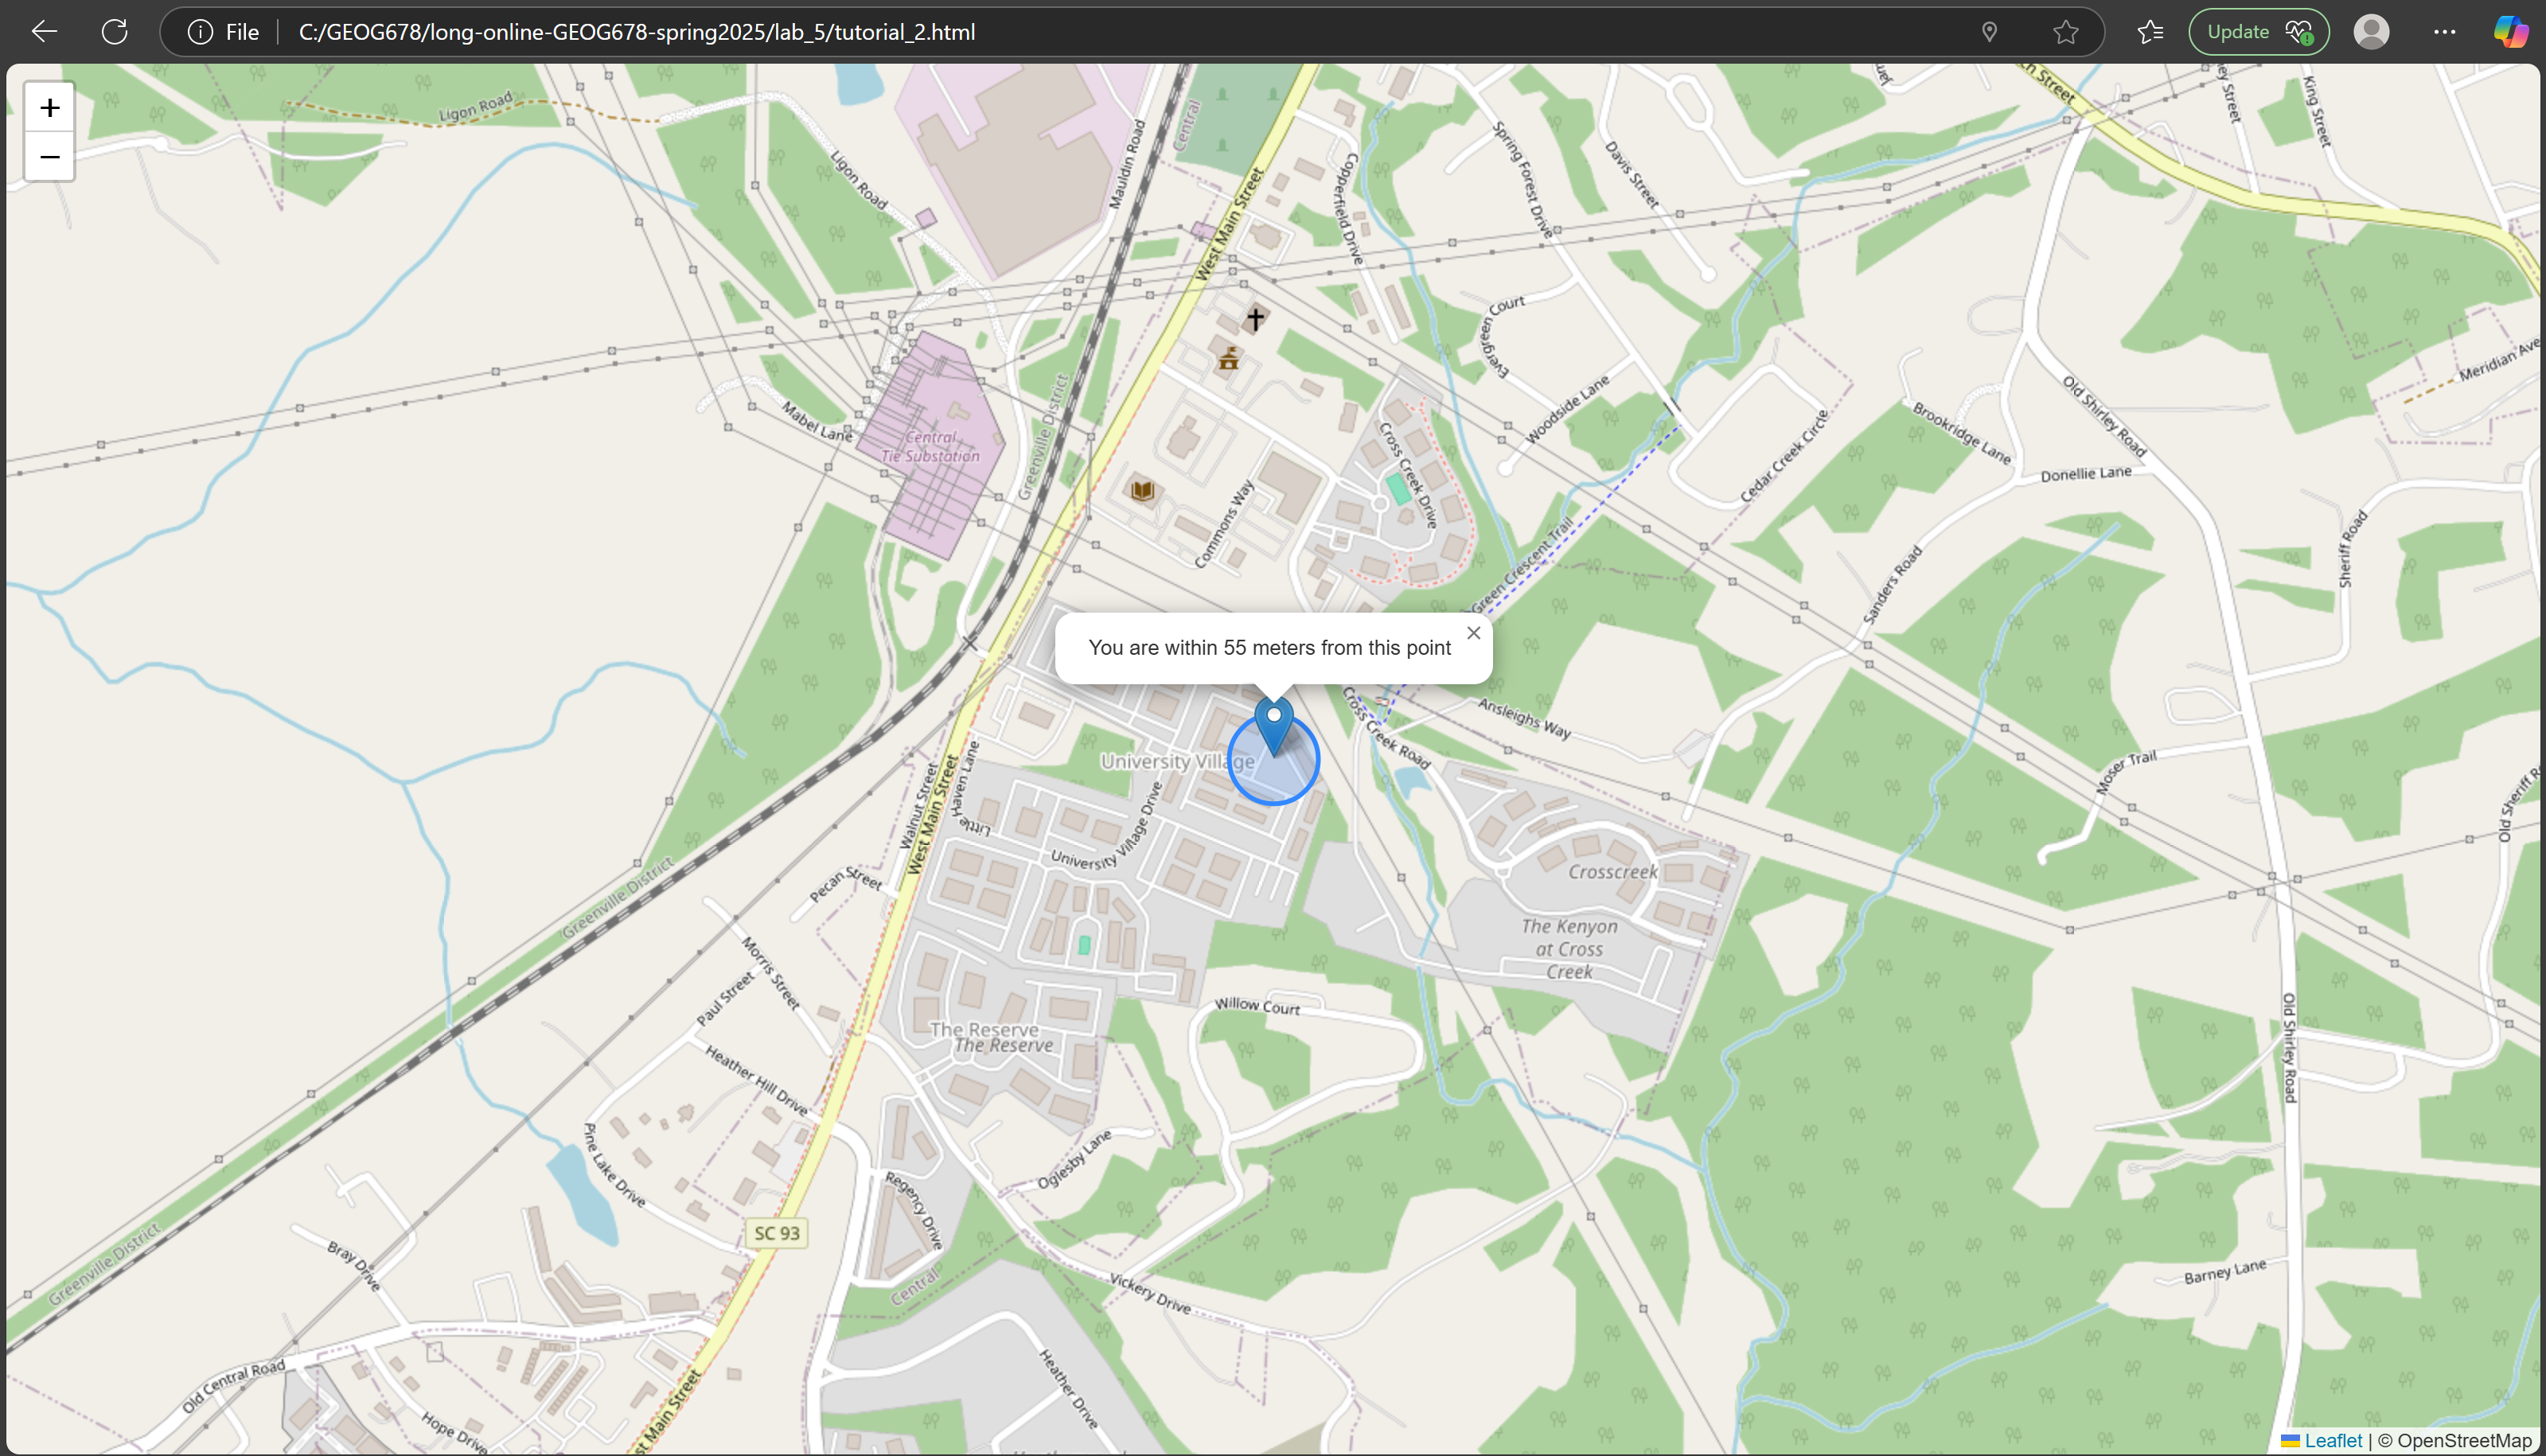 File
C:/GEOG678/long-online-GEOG678-spring2025/lab_5/tutorial_2.html
Update
+
−
Ligon Road
Ligon Road
Mauldin Road
Central
West Main Street
Copperfield Drive
Spring Forest Drive
Davis Street
King Street
Evergreen Court
Woodside Lane
Mabel Lane
Central
Tie Substation
Greenville District
Commons Way
Cross Creek Drive
Cedar Creek Circle
Brookridge Lane
Old Shirley Road
Donellie Lane
Meridian Ave
Sheriff Road
Sanders Road
Green Crescent Trail
You are within 55 meters from this point
×
Cross Creek Road
Ansleighs Way
University Village
Walnut Street
West Main Street
Little Haven Lane
University Village Drive
Moser Trail
Old Sheriff R
Greenville District
Pecan Street
Crosscreek
The Kenyon
at Cross
Creek
Morris Street
Paul Street
Willow Court
The Reserve
The Reserve
Heather Hill Drive
Old Shirley Road
Pine Lake Drive
Oglesby Lane
Regency Drive
SC 93
Greenville District
Bray Drive
Central
Vickery Drive
Barney Lane
Old Central Road
Heather Drive
Hope Drive
st Main Street
Leaflet | © OpenStreetMap